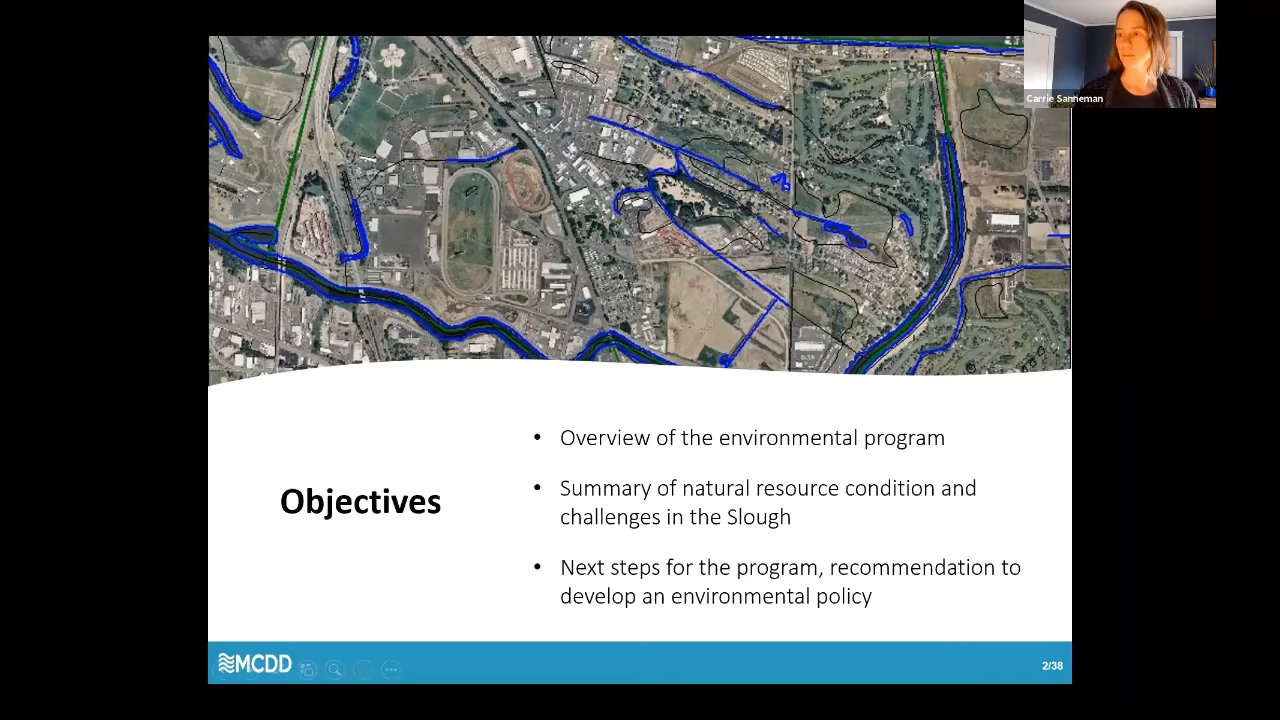 Carrie Sanneman
Objectives
• Overview of the environmental program
• Summary of natural resource condition and
challenges in the Slough
• Next steps for the program, recommendation to
develop an environmental policy
MCDD
2/38